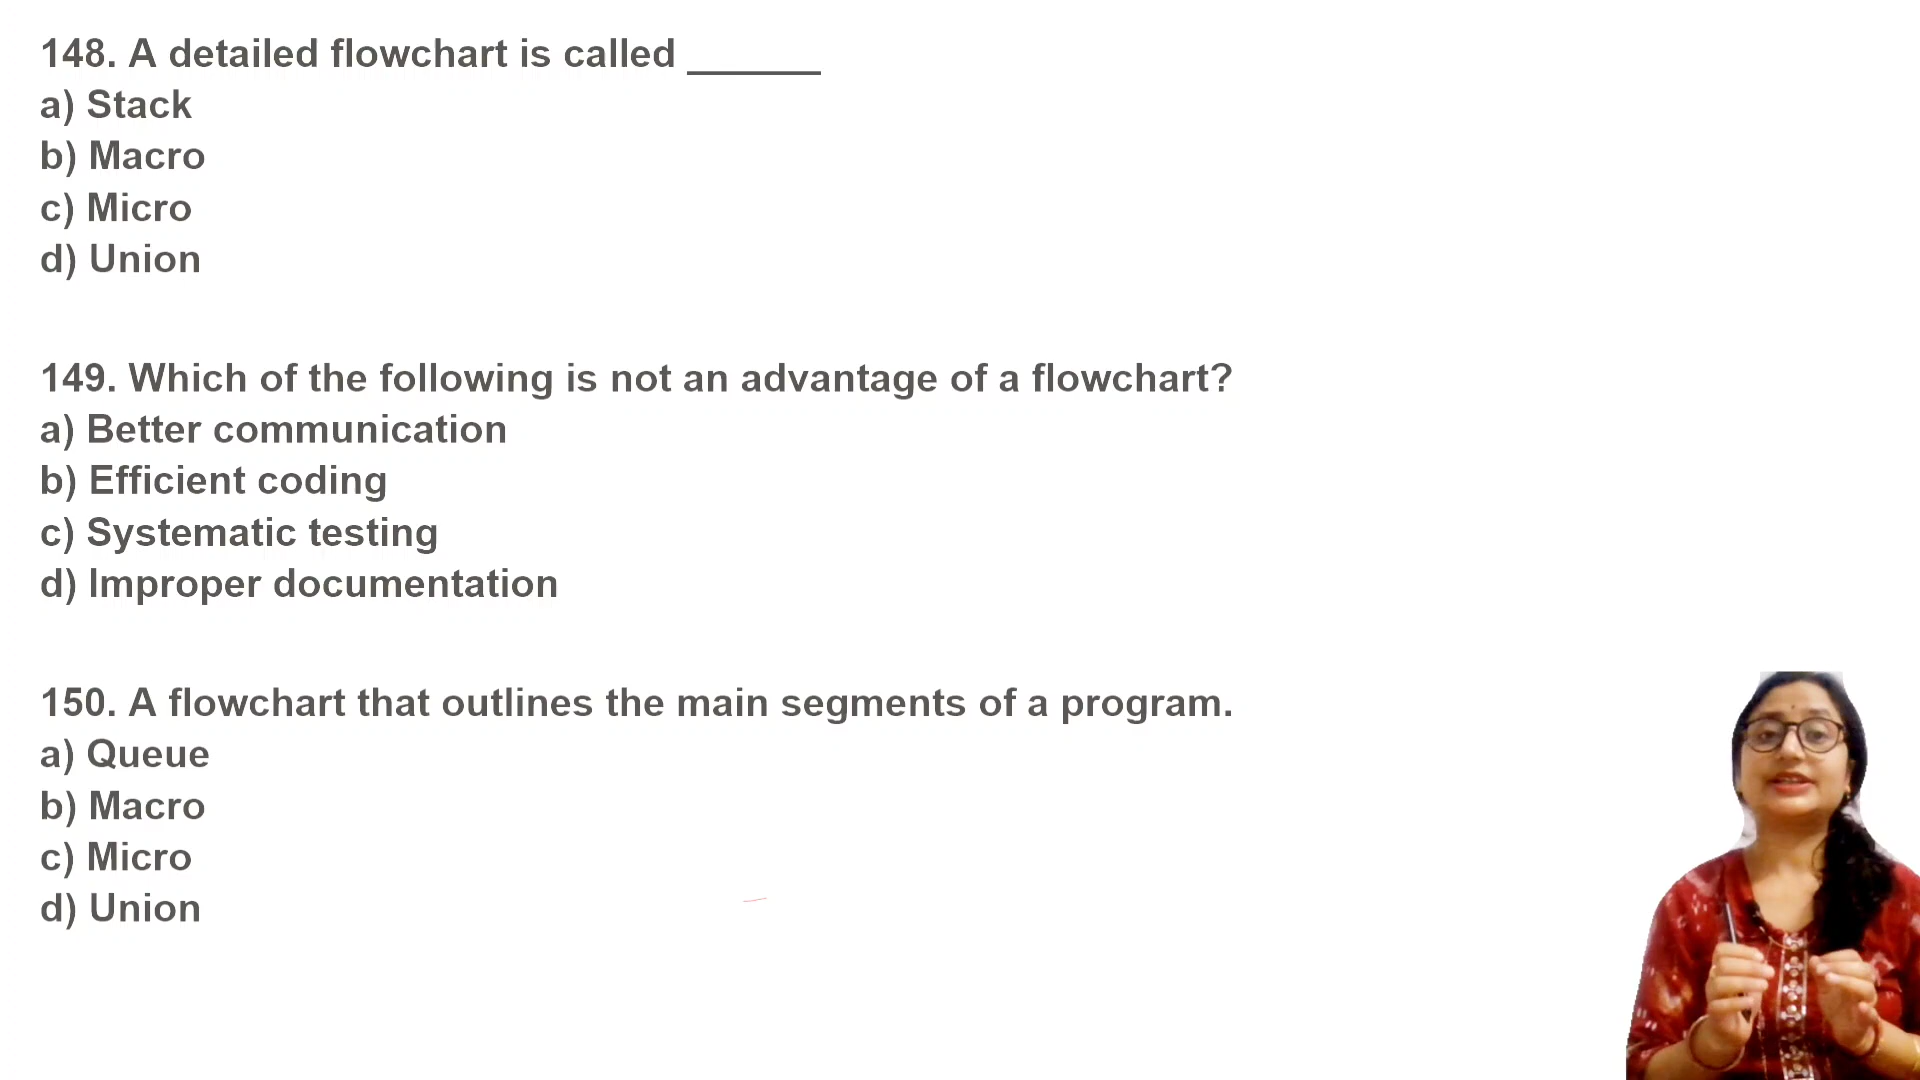 148. A detailed flowchart is called ______
a) Stack
b) Macro
c) Micro
d) Union
149. Which of the following is not an advantage of a flowchart?
a) Better communication
b) Efficient coding
c) Systematic testing
d) Improper documentation
150. A flowchart that outlines the main segments of a program.
a) Queue
b) Macro
c) Micro
d) Union